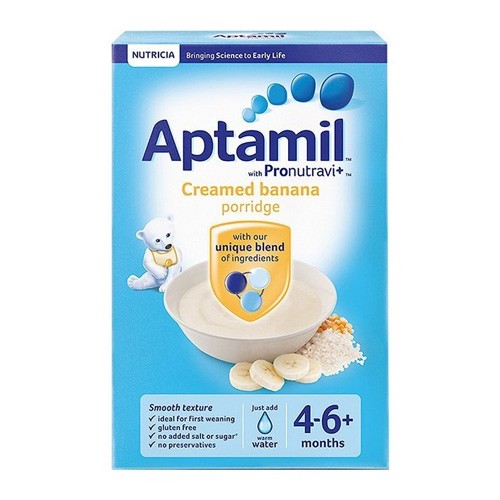 NUTRICIA Bringing Science to Early Life
Aptamil™
with Pronutravi+™
Creamed banana
porridge
with our
unique blend
of ingredients
Smooth texture
✓ ideal for first weaning
✓ gluten free
✓ no added salt or sugar*
✓ no preservatives
Just add
warm
water
4-6+
months